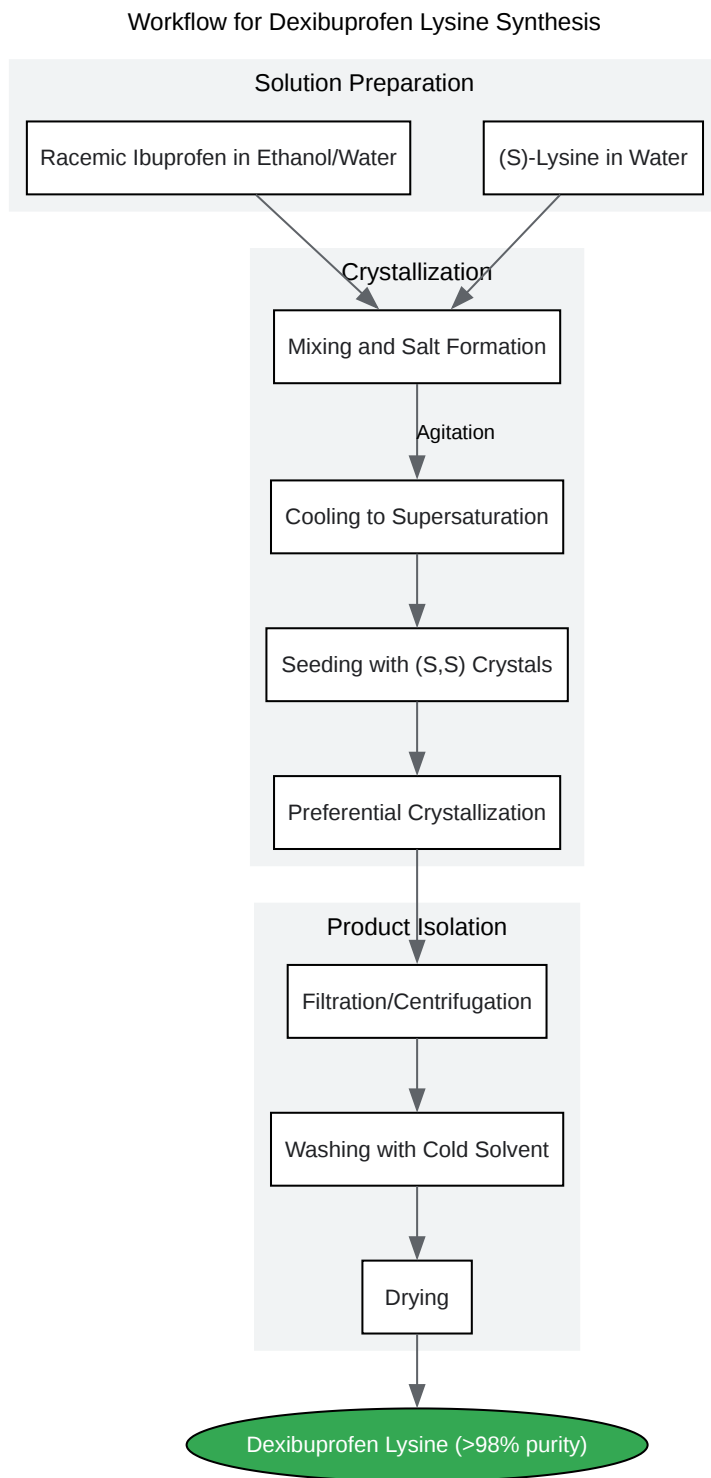 Workflow for Dexibuprofen Lysine Synthesis
Solution Preparation
Racemic Ibuprofen in Ethanol/Water
(S)-Lysine in Water
Crystallization
Mixing and Salt Formation
Agitation
Cooling to Supersaturation
Seeding with (S,S) Crystals
Preferential Crystallization
Product Isolation
Filtration/Centrifugation
Washing with Cold Solvent
Drying
Dexibuprofen Lysine (>98% purity)